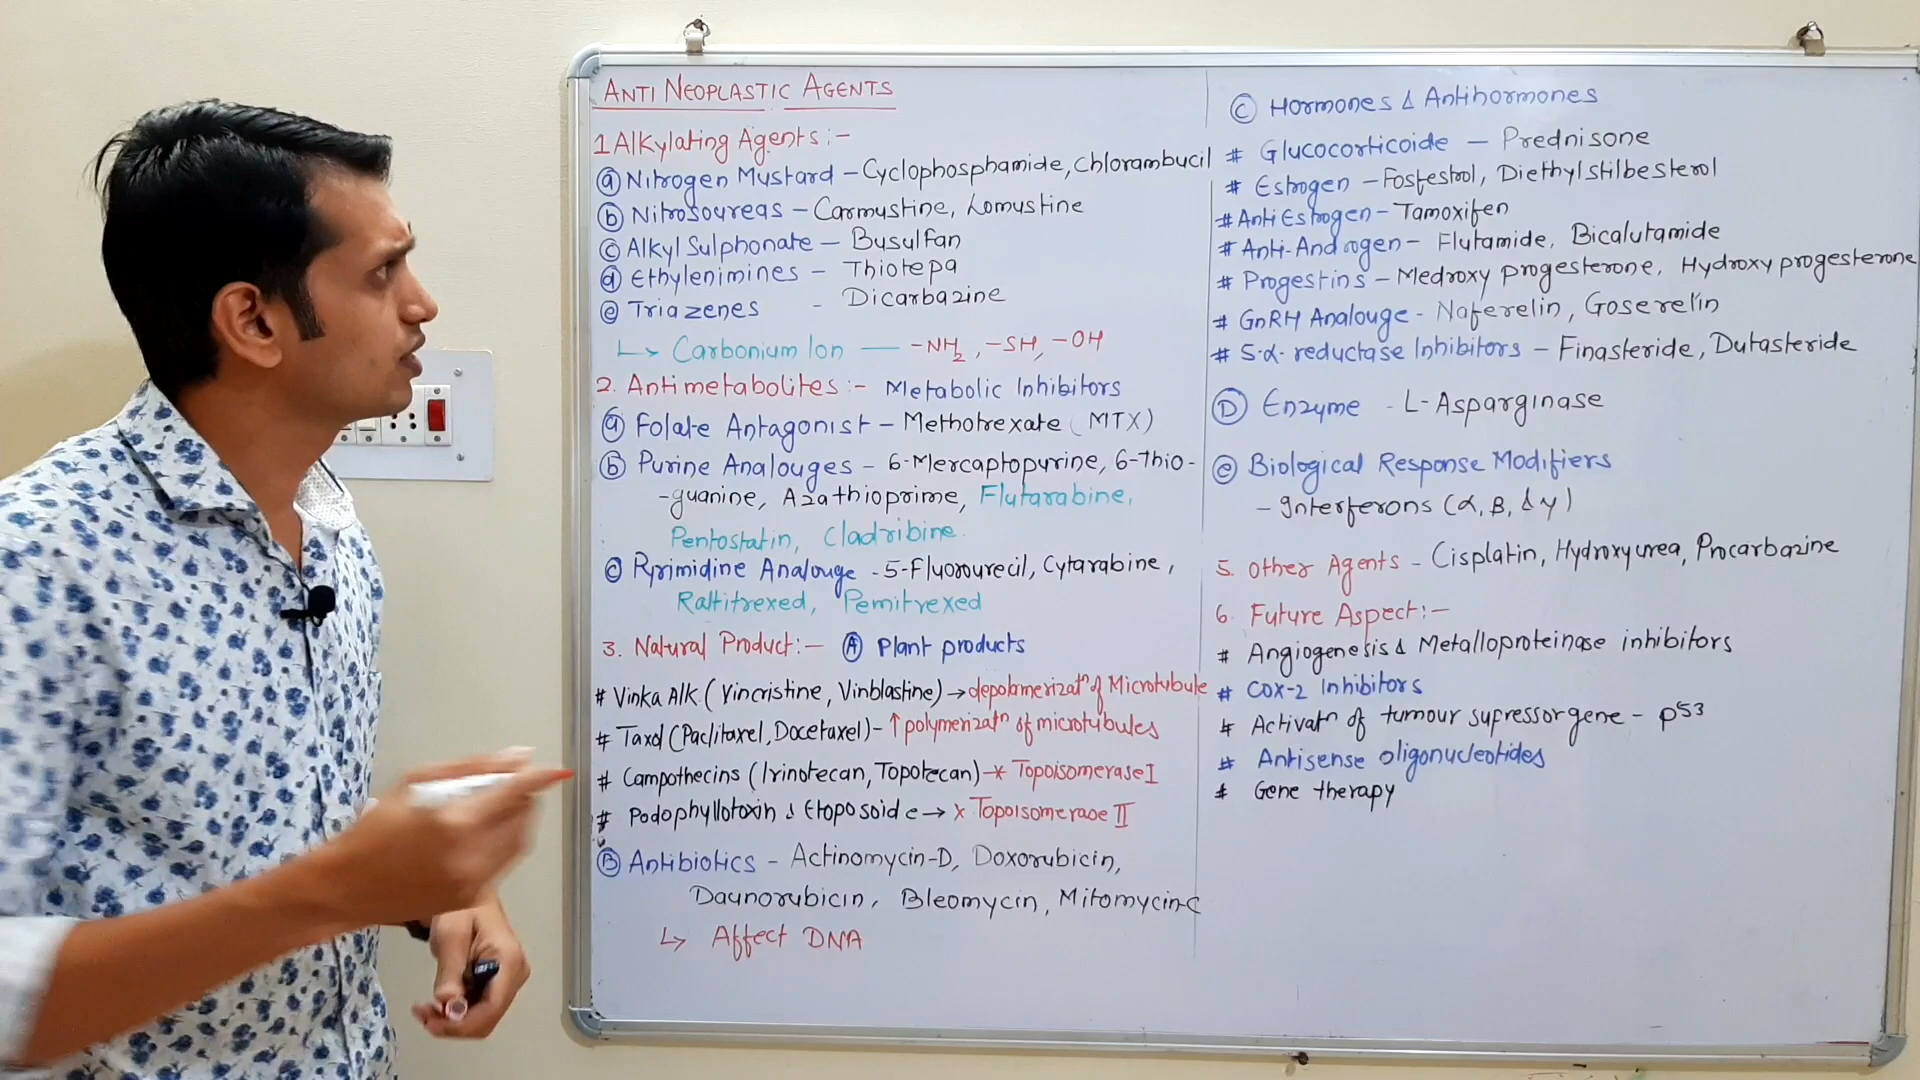 ANTI NEOPLASTIC AGENTS
1 Alkylating Agents :-
ⓐ Nitrogen Mustard - Cyclophosphamide, Chlorambucil
ⓑ Nitrosoureas - Carmustine, Lomustine
ⓒ Alkyl Sulphonate - Busulfan
ⓓ Ethylenimines - Thiotepa
ⓔ Triazenes - Dicarbazine
↳ Carbonium Ion — -NH2, -SH, -OH
2. Antimetabolites :- Metabolic Inhibitors
ⓐ Folate Antagonist - Methotrexate (MTX)
ⓑ Purine Analouges - 6-Mercaptopurine, 6-Thio-
-guanine, Azathioprime, Flutarabine,
Pentostatin, Cladribine.
ⓒ Pyrimidine Analouge - 5-Fluorourecil, Cytarabine,
Raltitrexed, Pemitrexed
3. Natural Product :- Ⓐ Plant products
# Vinka Alk (Vincristine, Vinblastine) → depolamerizatⁿ of Microtubule
# Taxol (Paclitaxel, Docetaxel) - ↑ polymerizatⁿ of microtubules
# Campothecins (Irinotecan, Topotecan) -* Topoisomerase I
# Podophyllotoxin & Etoposoide → x Topoisomerase II
Ⓑ Antibiotics - Actinomycin-D, Doxorubicin,
Daunorubicin, Bleomycin, Mitomycin-C
↳ Affect DNA
Ⓒ Hormones & Antihormones
# Glucocorticoide - Prednisone
# Estrogen - Fosfestrol, Diethylstilbesterol
# Anti Estrogen - Tamoxifen
# Anti-Androgen - Flutamide, Bicalutamide
# Progestins - Medroxy progesterone, Hydroxy progesterone
# GnRH Analouge - Naferelin, Goserelin
# 5-α-reductase Inhibitors - Finasteride, Dutasteride
Ⓓ Enzyme - L-Asparginase
ⓔ Biological Response Modifiers
- Interferons (α, β, & γ)
5. Other Agents - Cisplatin, Hydroxyurea, Procarbazine
6. Future Aspect :-
# Angiogenesis & Metalloproteinase inhibitors
# COX-2 Inhibitors
# Activatⁿ of tumour supressor gene - p53
# Antisense oligonucleotides
# Gene therapy